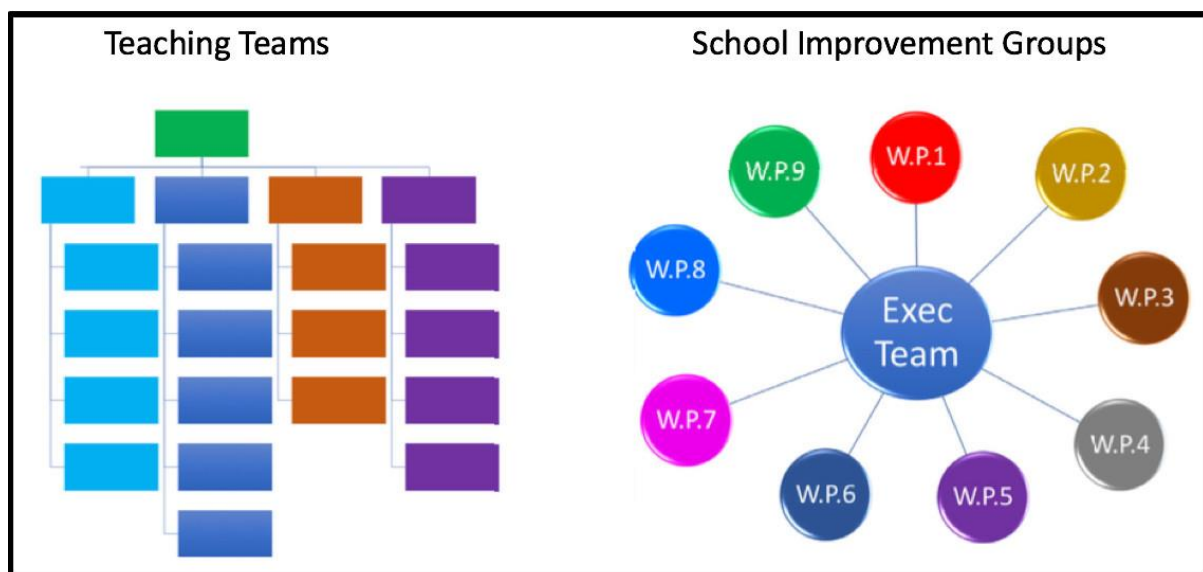 Teaching Teams
School Improvement Groups
W.P.1
W.P.2
W.P.3
W.P.4
W.P.5
W.P.6
W.P.7
W.P.8
W.P.9
Exec
Team